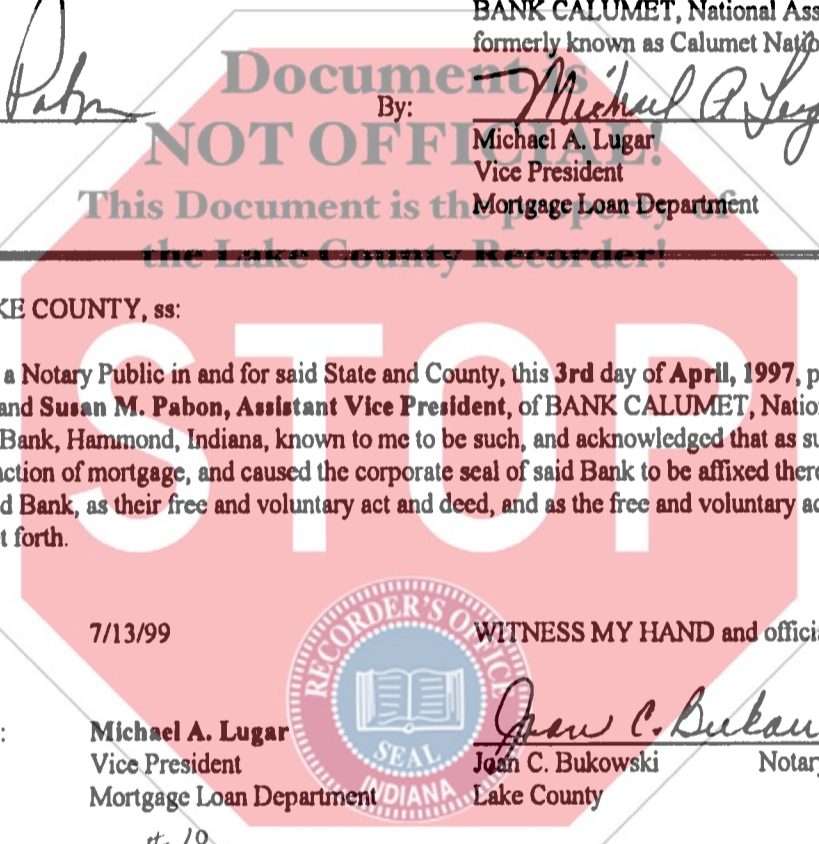 BANK CALUMET, National Ass
formerly known as Calumet Natio
Document is
NOT OFFICIAL!
This Document is the property of
the Lake County Recorder!
Pabon
By:
Michael A Lug
Michael A. Lugar
Vice President
Mortgage Loan Department
KE COUNTY, ss:
STOP
a Notary Public in and for said State and County, this 3rd day of April, 1997, p
and Susan M. Pabon, Assistant Vice President, of BANK CALUMET, Natio
Bank, Hammond, Indiana, known to me to be such, and acknowledged that as su
ction of mortgage, and caused the corporate seal of said Bank to be affixed there
d Bank, as their free and voluntary act and deed, and as the free and voluntary ac
t forth.
7/13/99
WITNESS MY HAND and offici
RECORDER'S OFFICE
SEAL
INDIANA
: Michael A. Lugar
Vice President
Mortgage Loan Department
Joan C. Bukow
Joan C. Bukowski Notary
Lake County